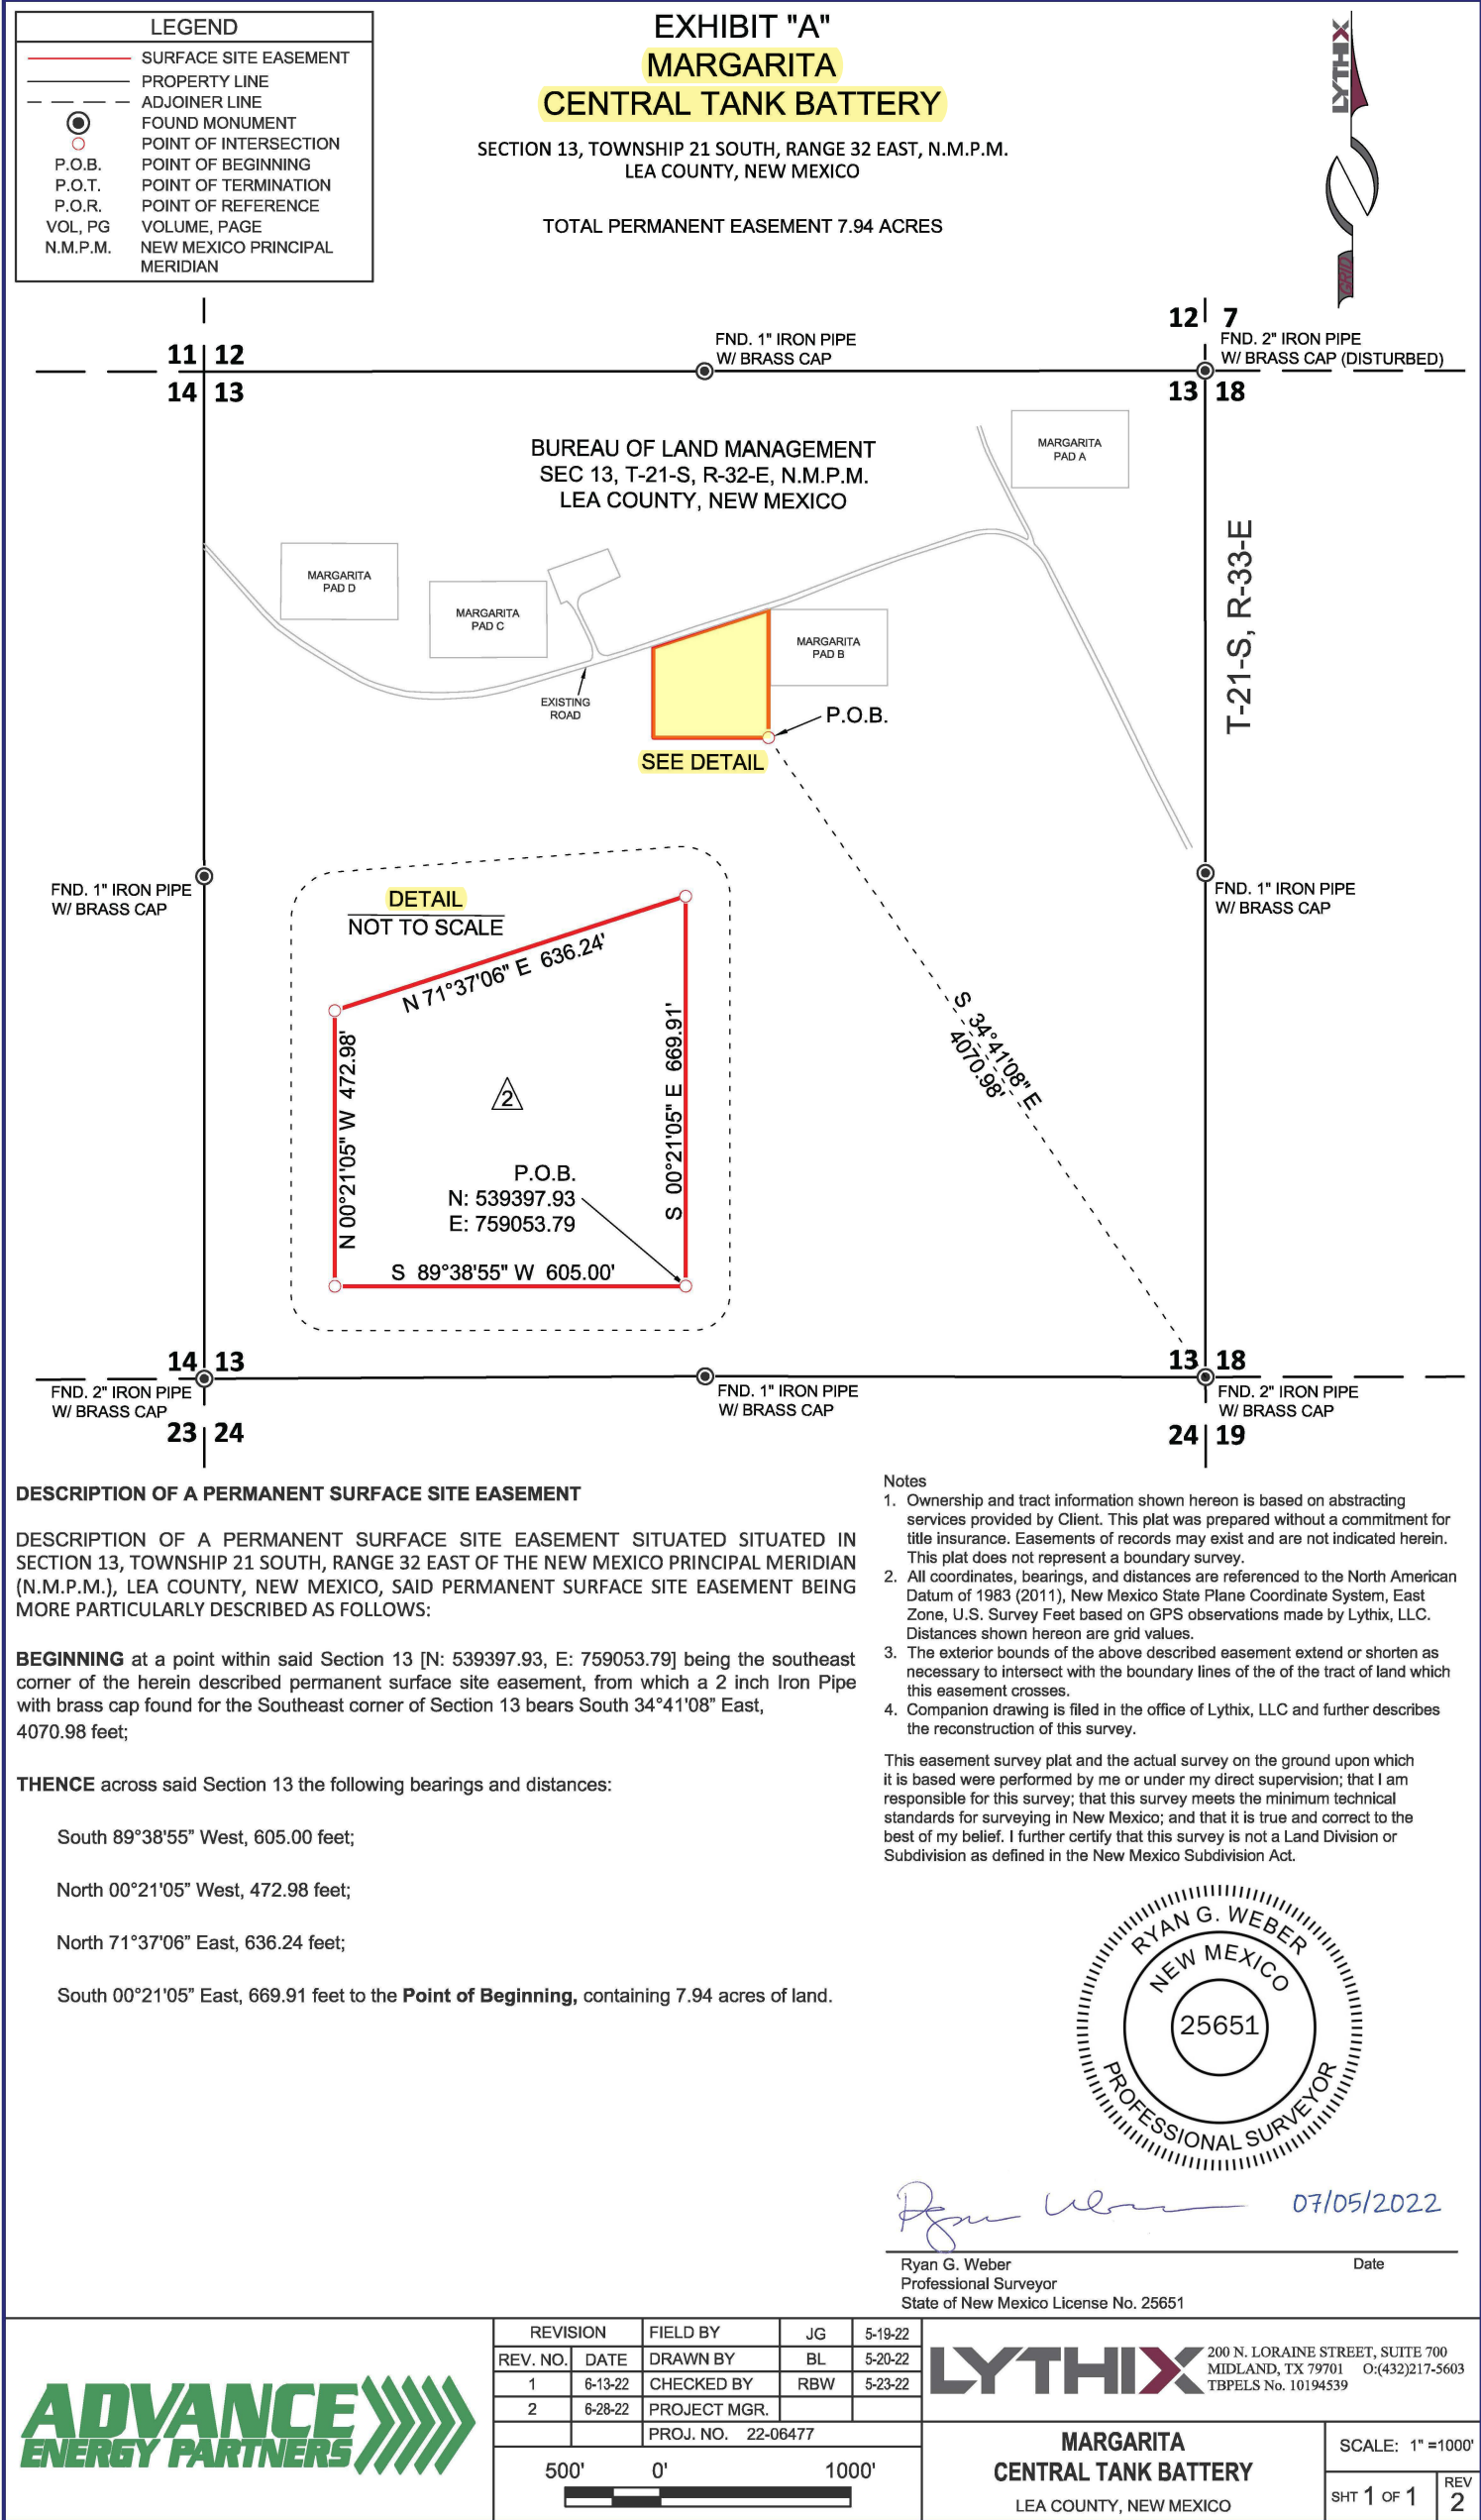 LEGEND
SURFACE SITE EASEMENT
PROPERTY LINE
ADJOINER LINE
FOUND MONUMENT
POINT OF INTERSECTION
P.O.B. POINT OF BEGINNING
P.O.T. POINT OF TERMINATION
P.O.R. POINT OF REFERENCE
VOL, PG VOLUME, PAGE
N.M.P.M. NEW MEXICO PRINCIPAL
MERIDIAN
EXHIBIT "A"
MARGARITA
CENTRAL TANK BATTERY
SECTION 13, TOWNSHIP 21 SOUTH, RANGE 32 EAST, N.M.P.M.
LEA COUNTY, NEW MEXICO
TOTAL PERMANENT EASEMENT 7.94 ACRES
LYTHIX
GRID
11 12
14 13
FND. 1" IRON PIPE
W/ BRASS CAP
12 7
FND. 2" IRON PIPE
W/ BRASS CAP (DISTURBED)
13 18
BUREAU OF LAND MANAGEMENT
SEC 13, T-21-S, R-32-E, N.M.P.M.
LEA COUNTY, NEW MEXICO
MARGARITA
PAD A
T-21-S, R-33-E
MARGARITA
PAD D
MARGARITA
PAD C
MARGARITA
PAD B
EXISTING
ROAD
P.O.B.
SEE DETAIL
FND. 1" IRON PIPE
W/ BRASS CAP
FND. 1" IRON PIPE
W/ BRASS CAP
DETAIL
NOT TO SCALE
N 71°37'06" E 636.24'
N 00°21'05" W 472.98'
S 00°21'05" E 669.91'
2
P.O.B.
N: 539397.93
E: 759053.79
S 89°38'55" W 605.00'
S 34°41'08" E
4070.98'
14 13
FND. 2" IRON PIPE
W/ BRASS CAP
23 24
FND. 1" IRON PIPE
W/ BRASS CAP
13 18
FND. 2" IRON PIPE
W/ BRASS CAP
24 19
DESCRIPTION OF A PERMANENT SURFACE SITE EASEMENT
DESCRIPTION OF A PERMANENT SURFACE SITE EASEMENT SITUATED SITUATED IN
SECTION 13, TOWNSHIP 21 SOUTH, RANGE 32 EAST OF THE NEW MEXICO PRINCIPAL MERIDIAN
(N.M.P.M.), LEA COUNTY, NEW MEXICO, SAID PERMANENT SURFACE SITE EASEMENT BEING
MORE PARTICULARLY DESCRIBED AS FOLLOWS:
BEGINNING at a point within said Section 13 [N: 539397.93, E: 759053.79] being the southeast
corner of the herein described permanent surface site easement, from which a 2 inch Iron Pipe
with brass cap found for the Southeast corner of Section 13 bears South 34°41'08” East,
4070.98 feet;
THENCE across said Section 13 the following bearings and distances:
South 89°38'55” West, 605.00 feet;
North 00°21'05” West, 472.98 feet;
North 71°37'06” East, 636.24 feet;
South 00°21'05” East, 669.91 feet to the Point of Beginning, containing 7.94 acres of land.
Notes
1. Ownership and tract information shown hereon is based on abstracting
services provided by Client. This plat was prepared without a commitment for
title insurance. Easements of records may exist and are not indicated herein.
This plat does not represent a boundary survey.
2. All coordinates, bearings, and distances are referenced to the North American
Datum of 1983 (2011), New Mexico State Plane Coordinate System, East
Zone, U.S. Survey Feet based on GPS observations made by Lythix, LLC.
Distances shown hereon are grid values.
3. The exterior bounds of the above described easement extend or shorten as
necessary to intersect with the boundary lines of the of the tract of land which
this easement crosses.
4. Companion drawing is filed in the office of Lythix, LLC and further describes
the reconstruction of this survey.
This easement survey plat and the actual survey on the ground upon which
it is based were performed by me or under my direct supervision; that I am
responsible for this survey; that this survey meets the minimum technical
standards for surveying in New Mexico; and that it is true and correct to the
best of my belief. I further certify that this survey is not a Land Division or
Subdivision as defined in the New Mexico Subdivision Act.
RYAN G. WEBER
NEW MEXICO
25651
PROFESSIONAL SURVEYOR
07/05/2022
Ryan G. Weber Date
Professional Surveyor
State of New Mexico License No. 25651
ADVANCE
ENERGY PARTNERS
REVISION FIELD BY JG 5-19-22
REV. NO. DATE DRAWN BY BL 5-20-22
1 6-13-22 CHECKED BY RBW 5-23-22
2 6-28-22 PROJECT MGR.
PROJ. NO. 22-06477
500' 0' 1000'
LYTHIX
200 N. LORAINE STREET, SUITE 700
MIDLAND, TX 79701 O:(432)217-5603
TBPELS No. 10194539
MARGARITA
CENTRAL TANK BATTERY
LEA COUNTY, NEW MEXICO
SCALE: 1" =1000'
SHT 1 OF 1
REV
2